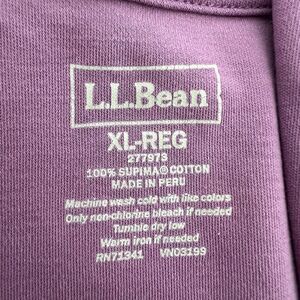 L.L.Bean
XL-REG
277973
100% SUPIMA® COTTON
MADE IN PERU
Machine wash cold with like colors
Only non-chlorine bleach if needed
Tumble dry low
Warm iron if needed
RN71341 VN03199